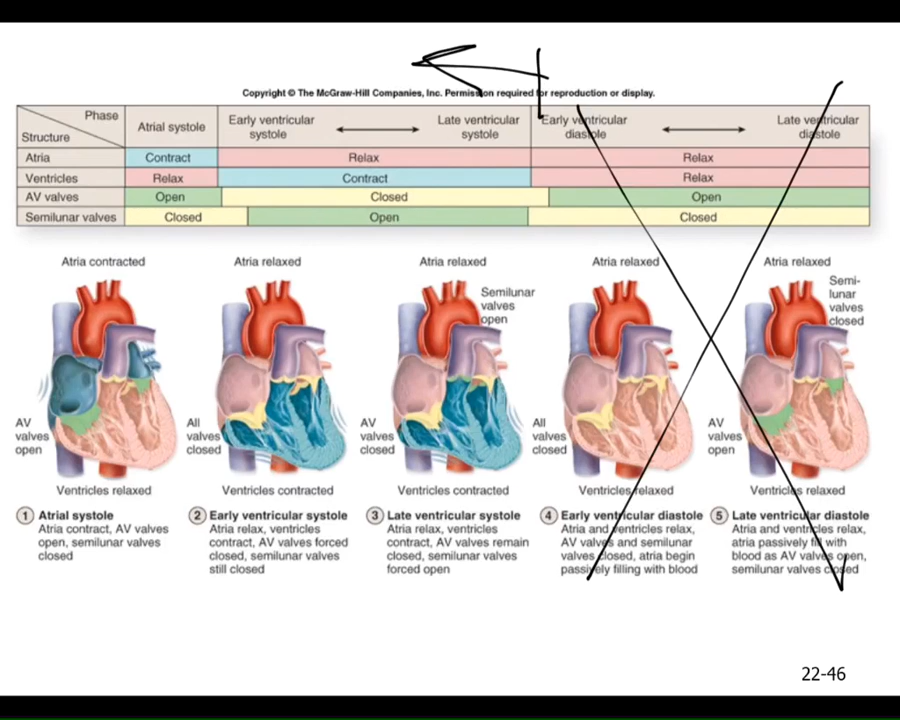 Copyright © The McGraw-Hill Companies, Inc. Permission required for reproduction or display.
Phase
Structure
Atrial systole
Early ventricular
systole
Late ventricular
systole
Early ventricular
diastole
Late ventricular
diastole
Atria
Contract
Relax
Relax
Ventricles
Relax
Contract
Relax
AV valves
Open
Closed
Open
Semilunar valves
Closed
Open
Closed
Atria contracted
AV
valves
open
Ventricles relaxed
Atria relaxed
All
valves
closed
Ventricles contracted
Atria relaxed
Semilunar
valves
open
AV
valves
closed
Ventricles contracted
Atria relaxed
All
valves
closed
Ventricles relaxed
Atria relaxed
Semi-
lunar
valves
closed
AV
valves
open
Ventricles relaxed
1 Atrial systole
Atria contract, AV valves
open, semilunar valves
closed
2 Early ventricular systole
Atria relax, ventricles
contract, AV valves forced
closed, semilunar valves
still closed
3 Late ventricular systole
Atria relax, ventricles
contract, AV valves remain
closed, semilunar valves
forced open
4 Early ventricular diastole
Atria and ventricles relax,
AV valves and semilunar
valves closed, atria begin
passively filling with blood
5 Late ventricular diastole
Atria and ventricles relax,
atria passively fill with
blood as AV valves open,
semilunar valves closed
22-46